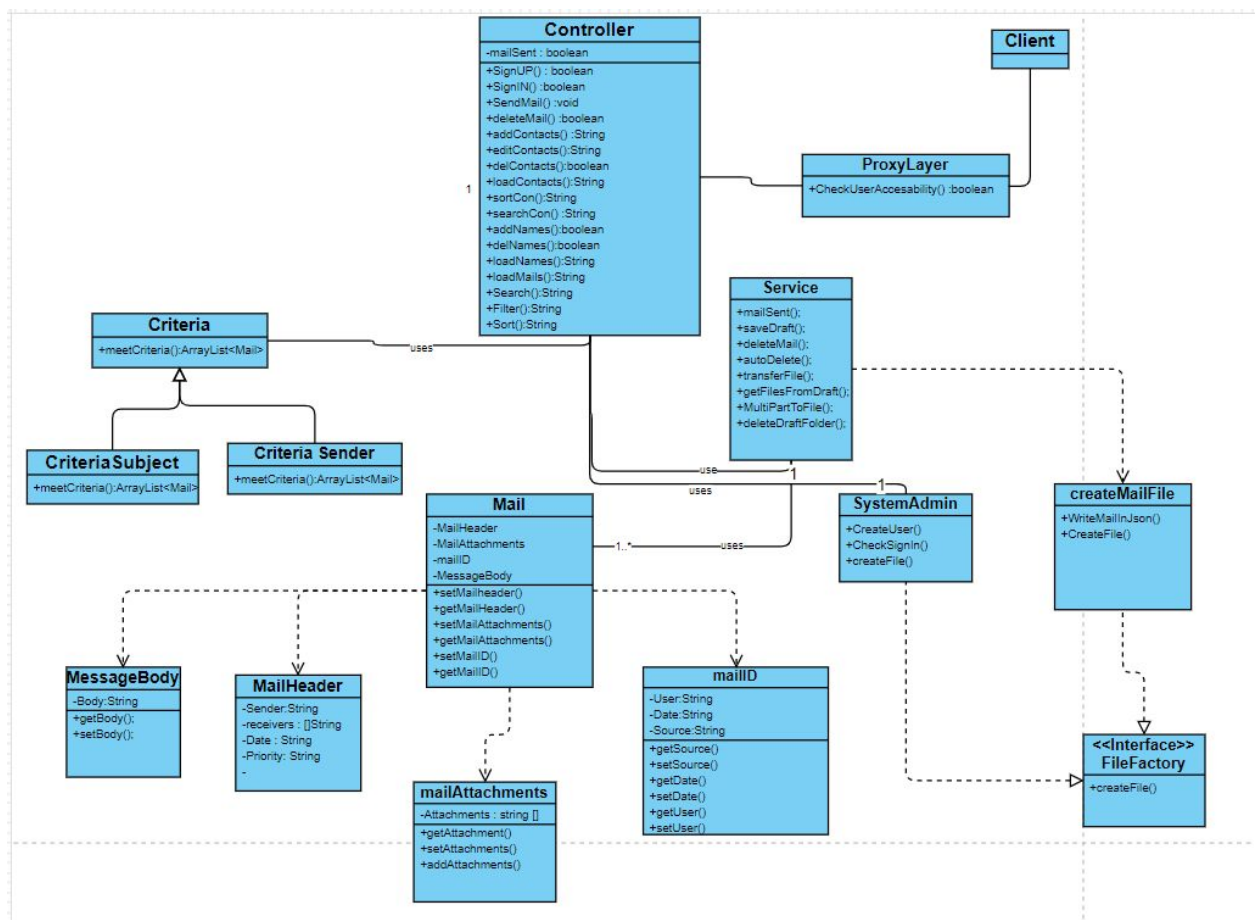 Controller
-mailSent : boolean
+SignUP() : boolean
+SignIN() :boolean
+SendMail() :void
+deleteMail() :boolean
+addContacts() :String
+editContacts():String
+delContacts():boolean
+loadContacts():String
+sortCon():String
+searchCon() :String
+addNames():boolean
+delNames():boolean
+loadNames():String
+loadMails():String
+Search():String
+Filter():String
+Sort():String
1
Client
ProxyLayer
+CheckUserAccesability() :boolean
Service
+mailSent();
+saveDraft();
+deleteMail();
+autoDelete();
+transferFile();
+getFilesFromDraft();
+MultiPartToFile();
+deleteDraftFolder();
Criteria
+meetCriteria():ArrayList<Mail>
uses
CriteriaSubject
+meetCriteria():ArrayList<Mail>
Criteria Sender
+meetCriteria():ArrayList<Mail>
use
1
uses
1
SystemAdmin
+CreateUser()
+CheckSignIn()
+createFile()
createMailFile
+WriteMailInJson()
+CreateFile()
Mail
-MailHeader
-MailAttachments
-mailID
-MessageBody
+setMailheader()
+getMailHeader()
+setMailAttachments()
+getMailAttachments()
+setMailID()
+getMailID()
1..*
uses
MessageBody
-Body:String
+getBody();
+setBody();
MailHeader
-Sender:String
-receivers : []String
-Date : String
-Priority: String
-
mailAttachments
-Attachments : string []
+getAttachment()
+setAttachments()
+addAttachments()
mailID
-User:String
-Date:String
-Source:String
+getSource()
+setSource()
+getDate()
+setDate()
+getUser()
+setUser()
<<Interface>>
FileFactory
+createFile()